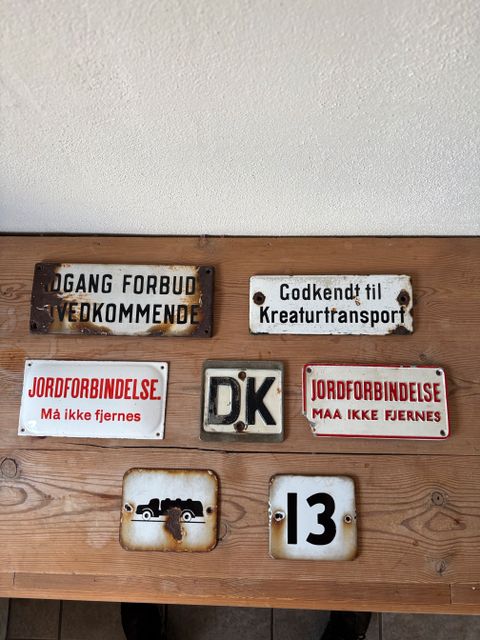 DGANG FORBUD
VEDKOMMENDE
Godkendt til
Kreaturtransport
JORDFORBINDELSE.
Må ikke fjernes
DK
JORDFORBINDELSE
MAA IKKE FJERNES
13